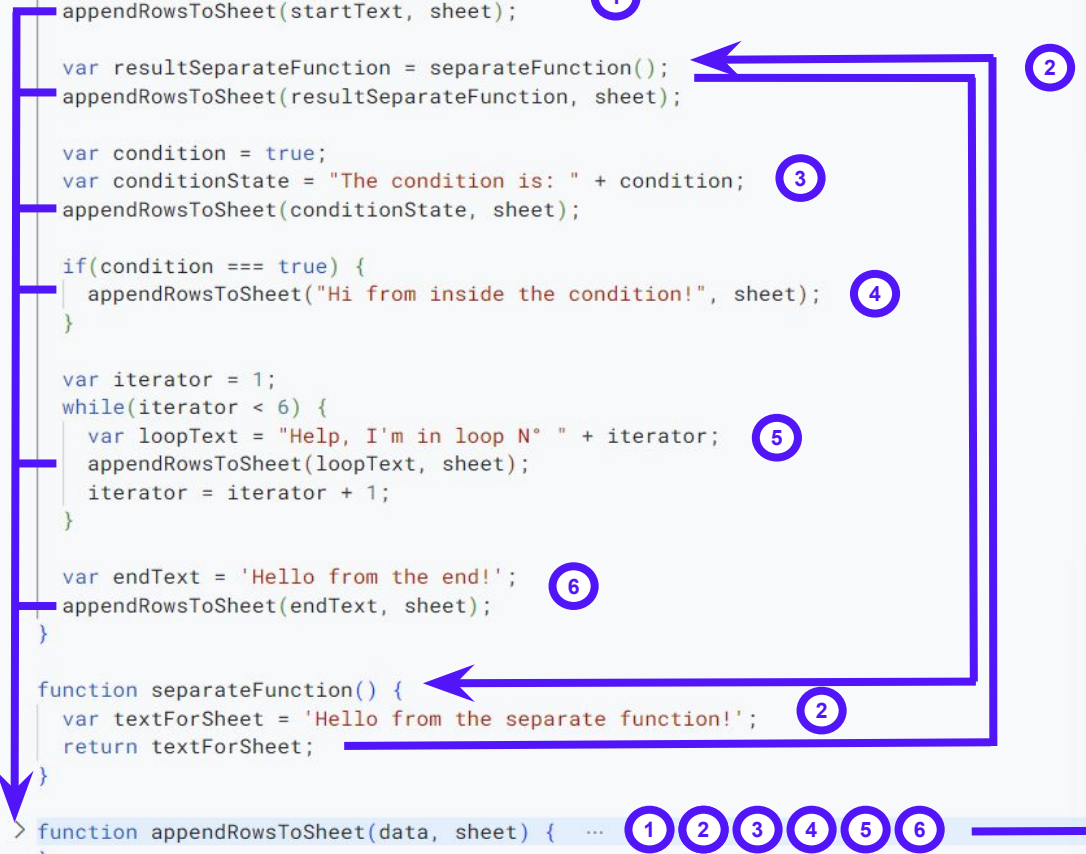 appendRowsToSheet(startText, sheet);
var resultSeparateFunction = separateFunction(); 2
appendRowsToSheet(resultSeparateFunction, sheet);
var condition = true;
var conditionState = "The condition is: " + condition; 3
appendRowsToSheet(conditionState, sheet);
if(condition === true) {
appendRowsToSheet("Hi from inside the condition!", sheet); 4
}
var iterator = 1;
while(iterator < 6) {
var loopText = "Help, I'm in loop N° " + iterator; 5
appendRowsToSheet(loopText, sheet);
iterator = iterator + 1;
}
var endText = 'Hello from the end!'; 6
appendRowsToSheet(endText, sheet);
}
function separateFunction() {
var textForSheet = 'Hello from the separate function!'; 2
return textForSheet;
}
> function appendRowsToSheet(data, sheet) { ... 1 2 3 4 5 6